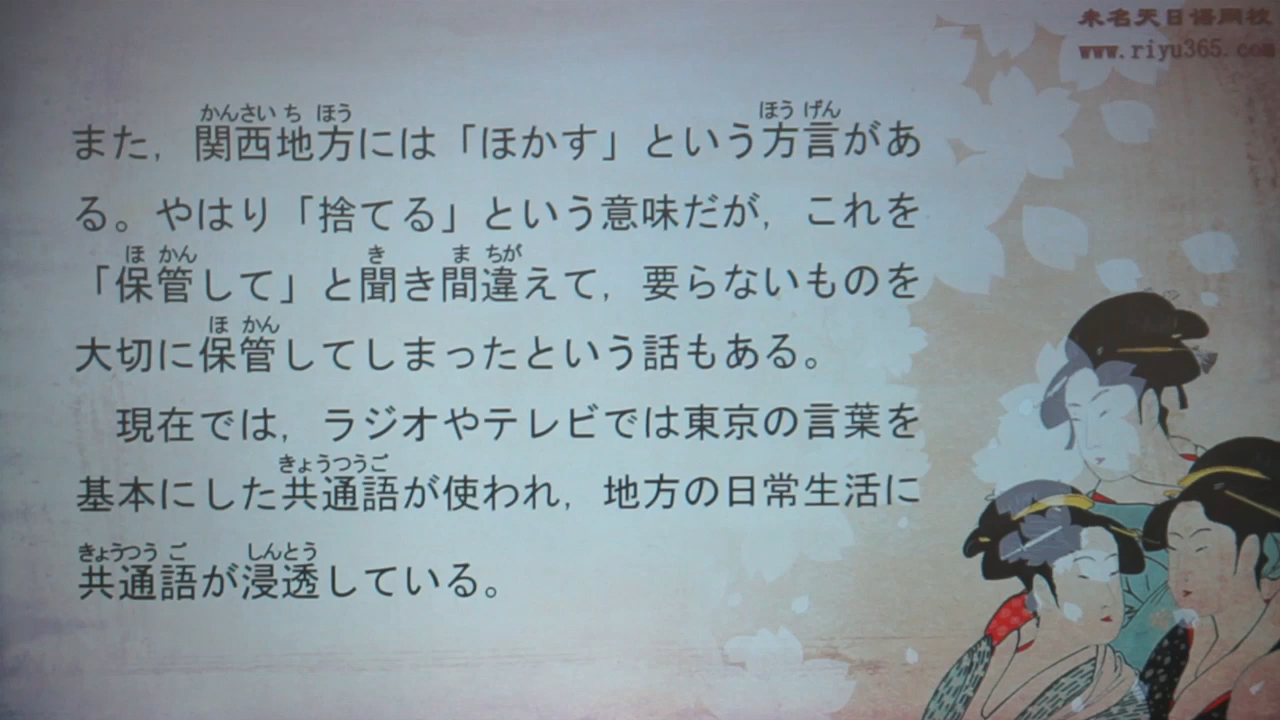 未名天日语网校
www.riyu365.com
かんさい ち ほう ほう げん
また，関西地方には「ほかす」という方言があ
る。やはり「捨てる」という意味だが，これを
ほ かん き ま ちが
「保管して」と聞き間違えて，要らないものを
ほ かん
大切に保管してしまったという話もある。
現在では，ラジオやテレビでは東京の言葉を
きょうつうご
基本にした共通語が使われ，地方の日常生活に
きょうつう ご しんとう
共通語が浸透している。